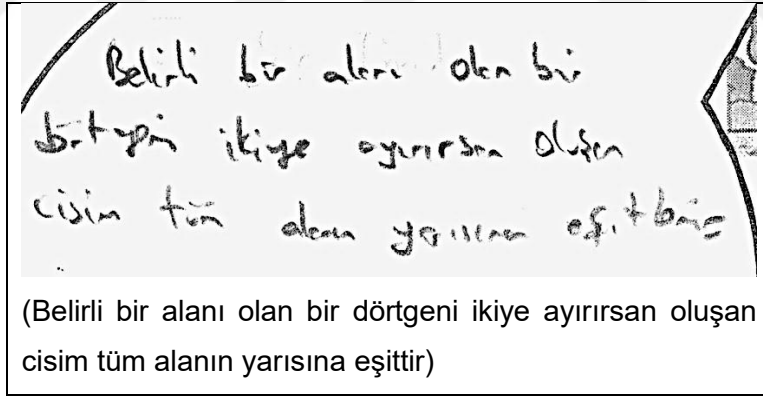 Belirli bir alanı olan bir
dörtgeni ikiye ayırırsan oluşan
cisim tüm alanın yarısına eşittir
(Belirli bir alanı olan bir dörtgeni ikiye ayırırsan oluşan
cisim tüm alanın yarısına eşittir)